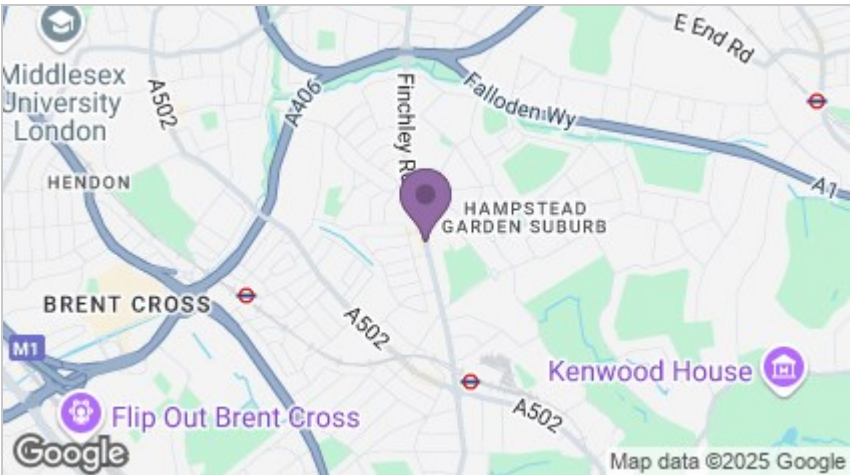 E End Rd
Middlesex
University
London
A502
A406
Finchley Rd
Falloden Wy
HENDON
A1
HAMPSTEAD
GARDEN SUBURB
BRENT CROSS
M1
A502
Kenwood House
Flip Out Brent Cross
A502
Google
Map data ©2025 Google